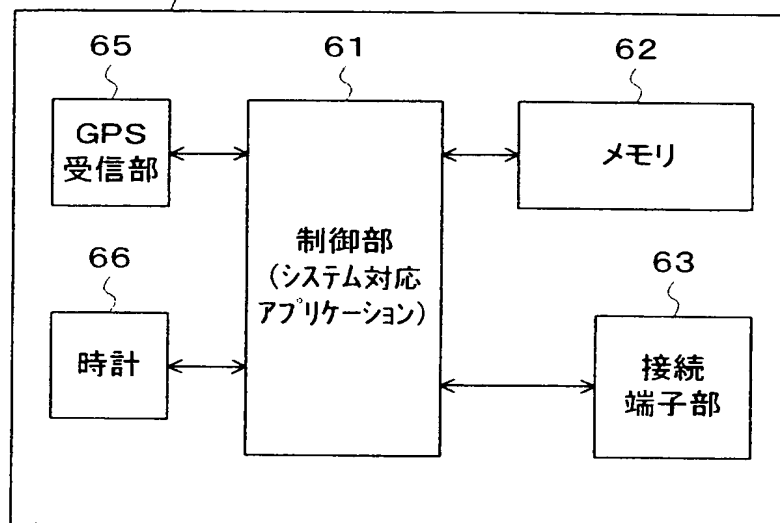 65
GPS
受信部
61
制御部
(システム対応
アプリケーション)
62
メモリ
66
時計
63
接続
端子部